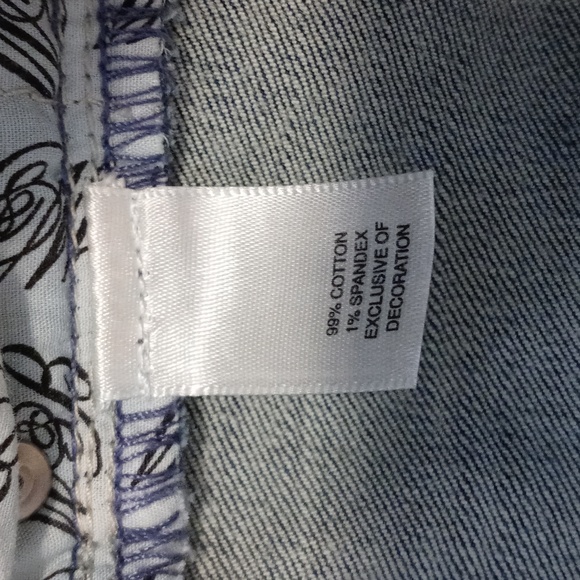 99% COTTON
1% SPANDEX
EXCLUSIVE OF
DECORATION